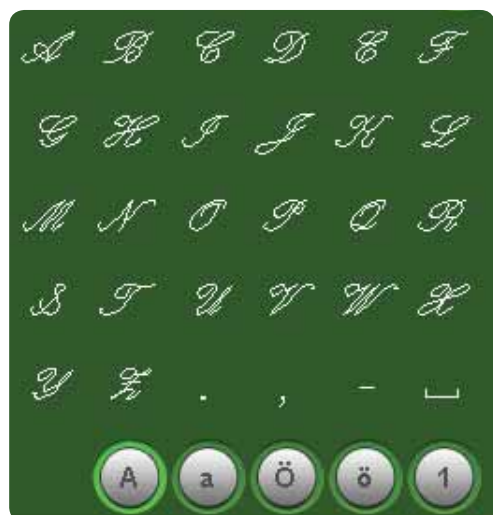 A B C D E F
G H I J K L
M N O P Q R
S T U V W X
Y Z . , -
A a Ö ö 1